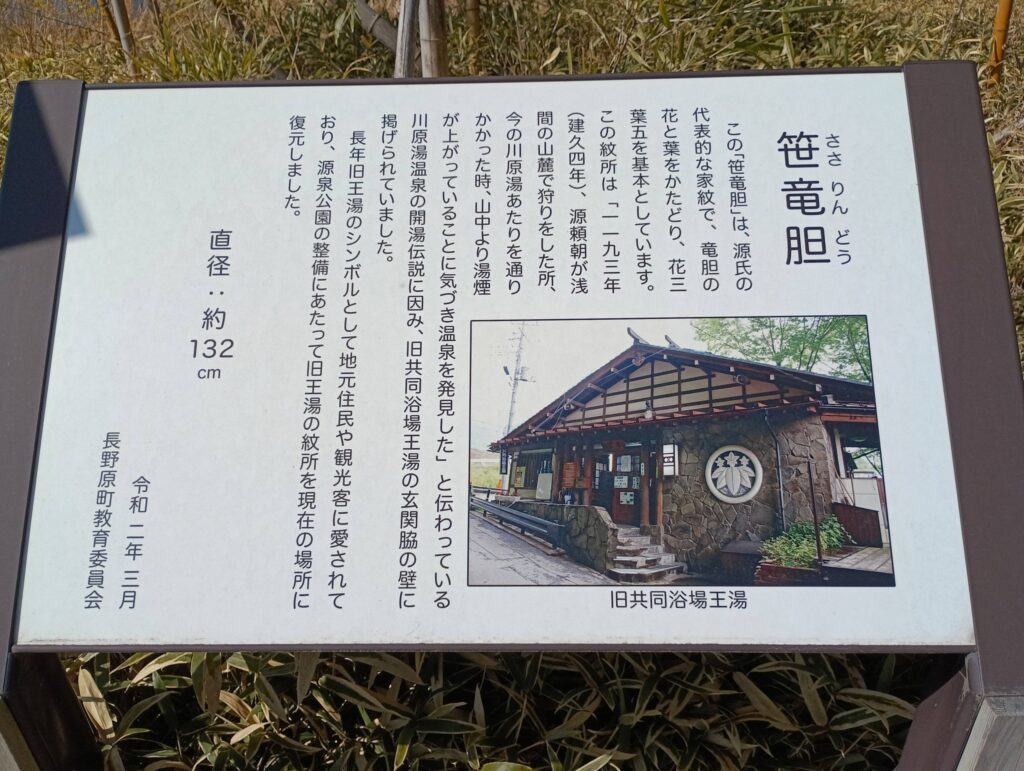 笹竜胆
ささ りん どう
この「笹竜胆」は、源氏の
代表的な家紋で、竜胆の
花と葉をかたどり、花三
葉五を基本としています。
この紋所は「一一九三年
（建久四年）、源頼朝が浅
間の山麓で狩りをした所、
今の川原湯あたりを通り
かかった時、山中より湯煙
が上がっていることに気づき温泉を発見した」と伝わっている
川原湯温泉の開湯伝説に因み、旧共同浴場王湯の玄関脇の壁に
掲げられていました。
長年旧王湯のシンボルとして地元住民や観光客に愛されて
おり、源泉公園の整備にあたって旧王湯の紋所を現在の場所に
復元しました。
直径：約132cm
令和二年三月
長野原町教育委員会
旧共同浴場王湯